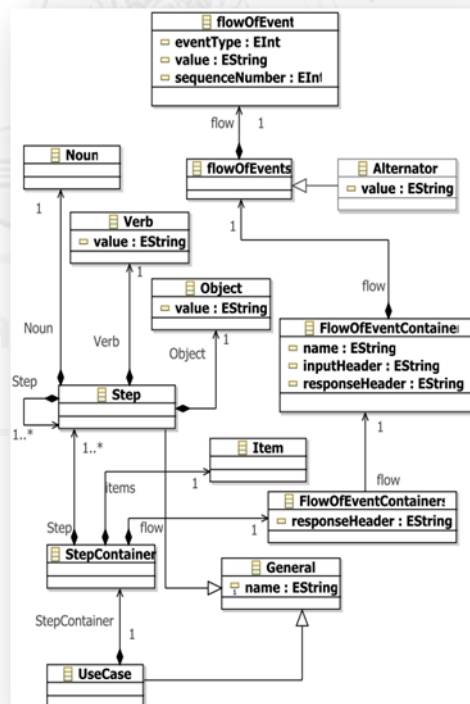 flowOfEvent
eventType : EInt
value : EString
sequenceNumber : EInt
flow 1
Noun
flowOfEvents
Alternator
value : EString
1
Verb
value : EString
1
1
Object
value : EString
flow
1
FlowOfEventContainer
name : EString
inputHeader : EString
responseHeader : EString
Noun
Verb
Object
Step
Step
1..*
1..*
1
Item
items
1
flow
FlowOfEventContainers
responseHeader : EString
Step
flow
1
StepContainer
General
name : EString
StepContainer
1
UseCase